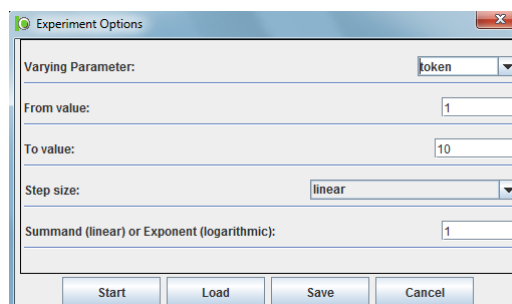 Experiment Options
Varying Parameter: token
From value: 1
To value: 10
Step size: linear
Summand (linear) or Exponent (logarithmic): 1
Start Load Save Cancel